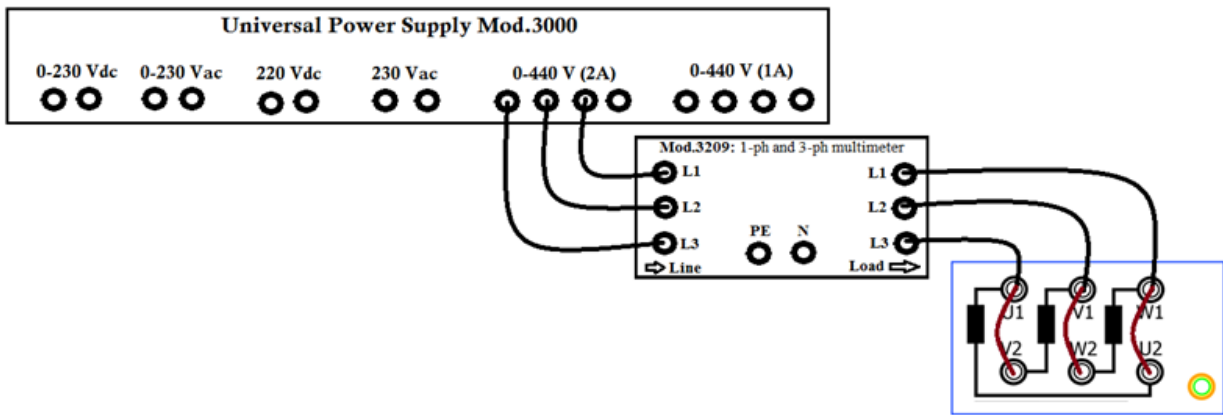 Universal Power Supply Mod.3000
0-230 Vdc 0-230 Vac 220 Vdc 230 Vac 0-440 V (2A) 0-440 V (1A)
Mod.3209: 1-ph and 3-ph multimeter
L1 L1
L2 L2
PE N
L3 L3
Line Load
U1 V1 W1
V2 W2 U2